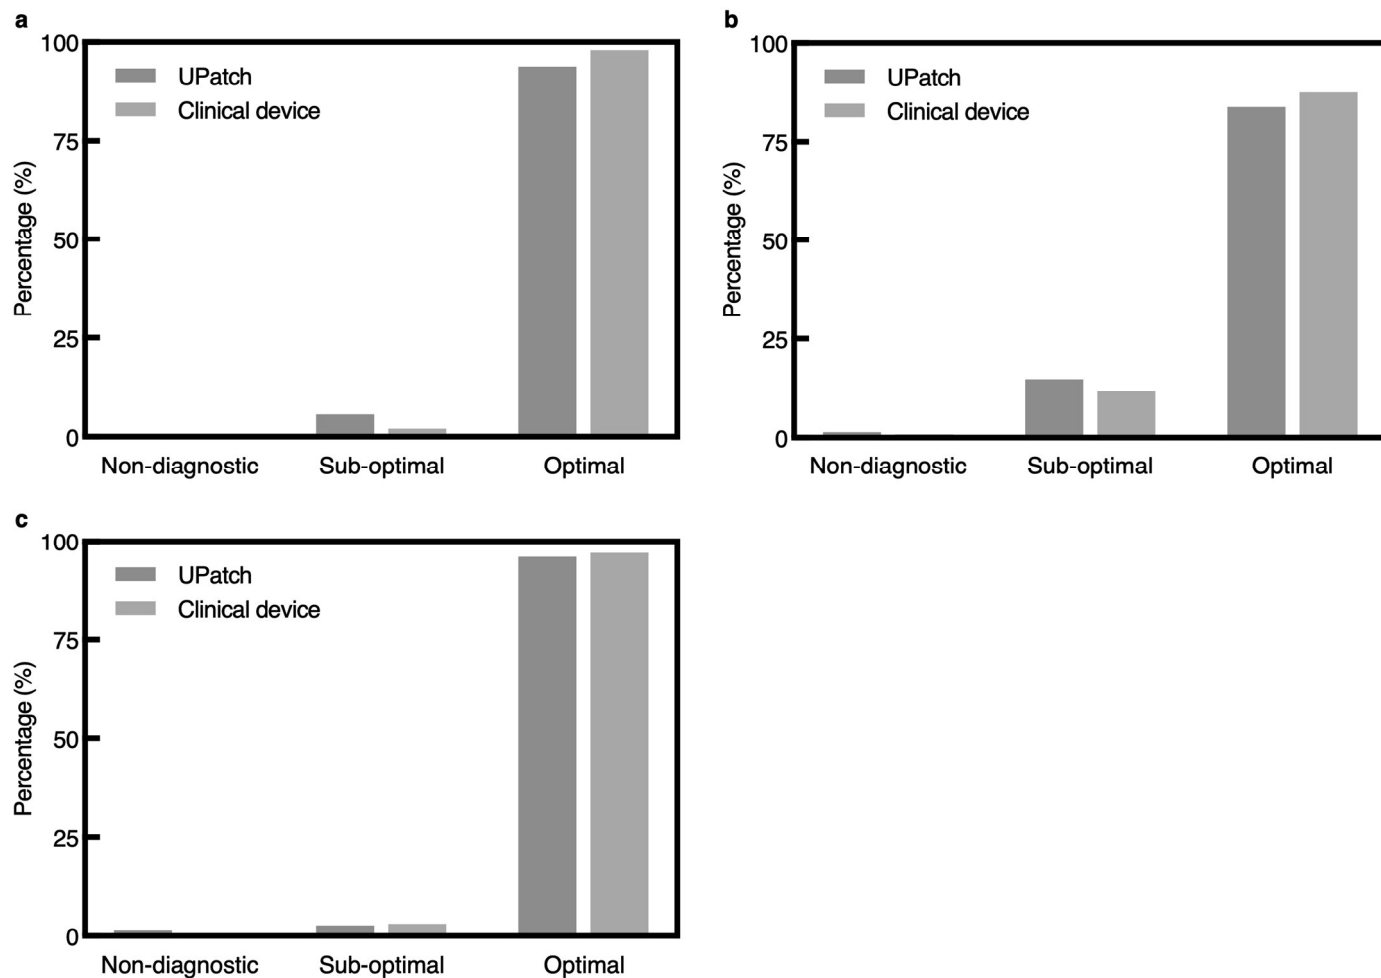 a
100
75
50
25
0
Percentage (%)
UPatch
Clinical device
Non-diagnostic Sub-optimal Optimal
b
100
75
50
25
0
Percentage (%)
UPatch
Clinical device
Non-diagnostic Sub-optimal Optimal
c
100
75
50
25
0
Percentage (%)
UPatch
Clinical device
Non-diagnostic Sub-optimal Optimal